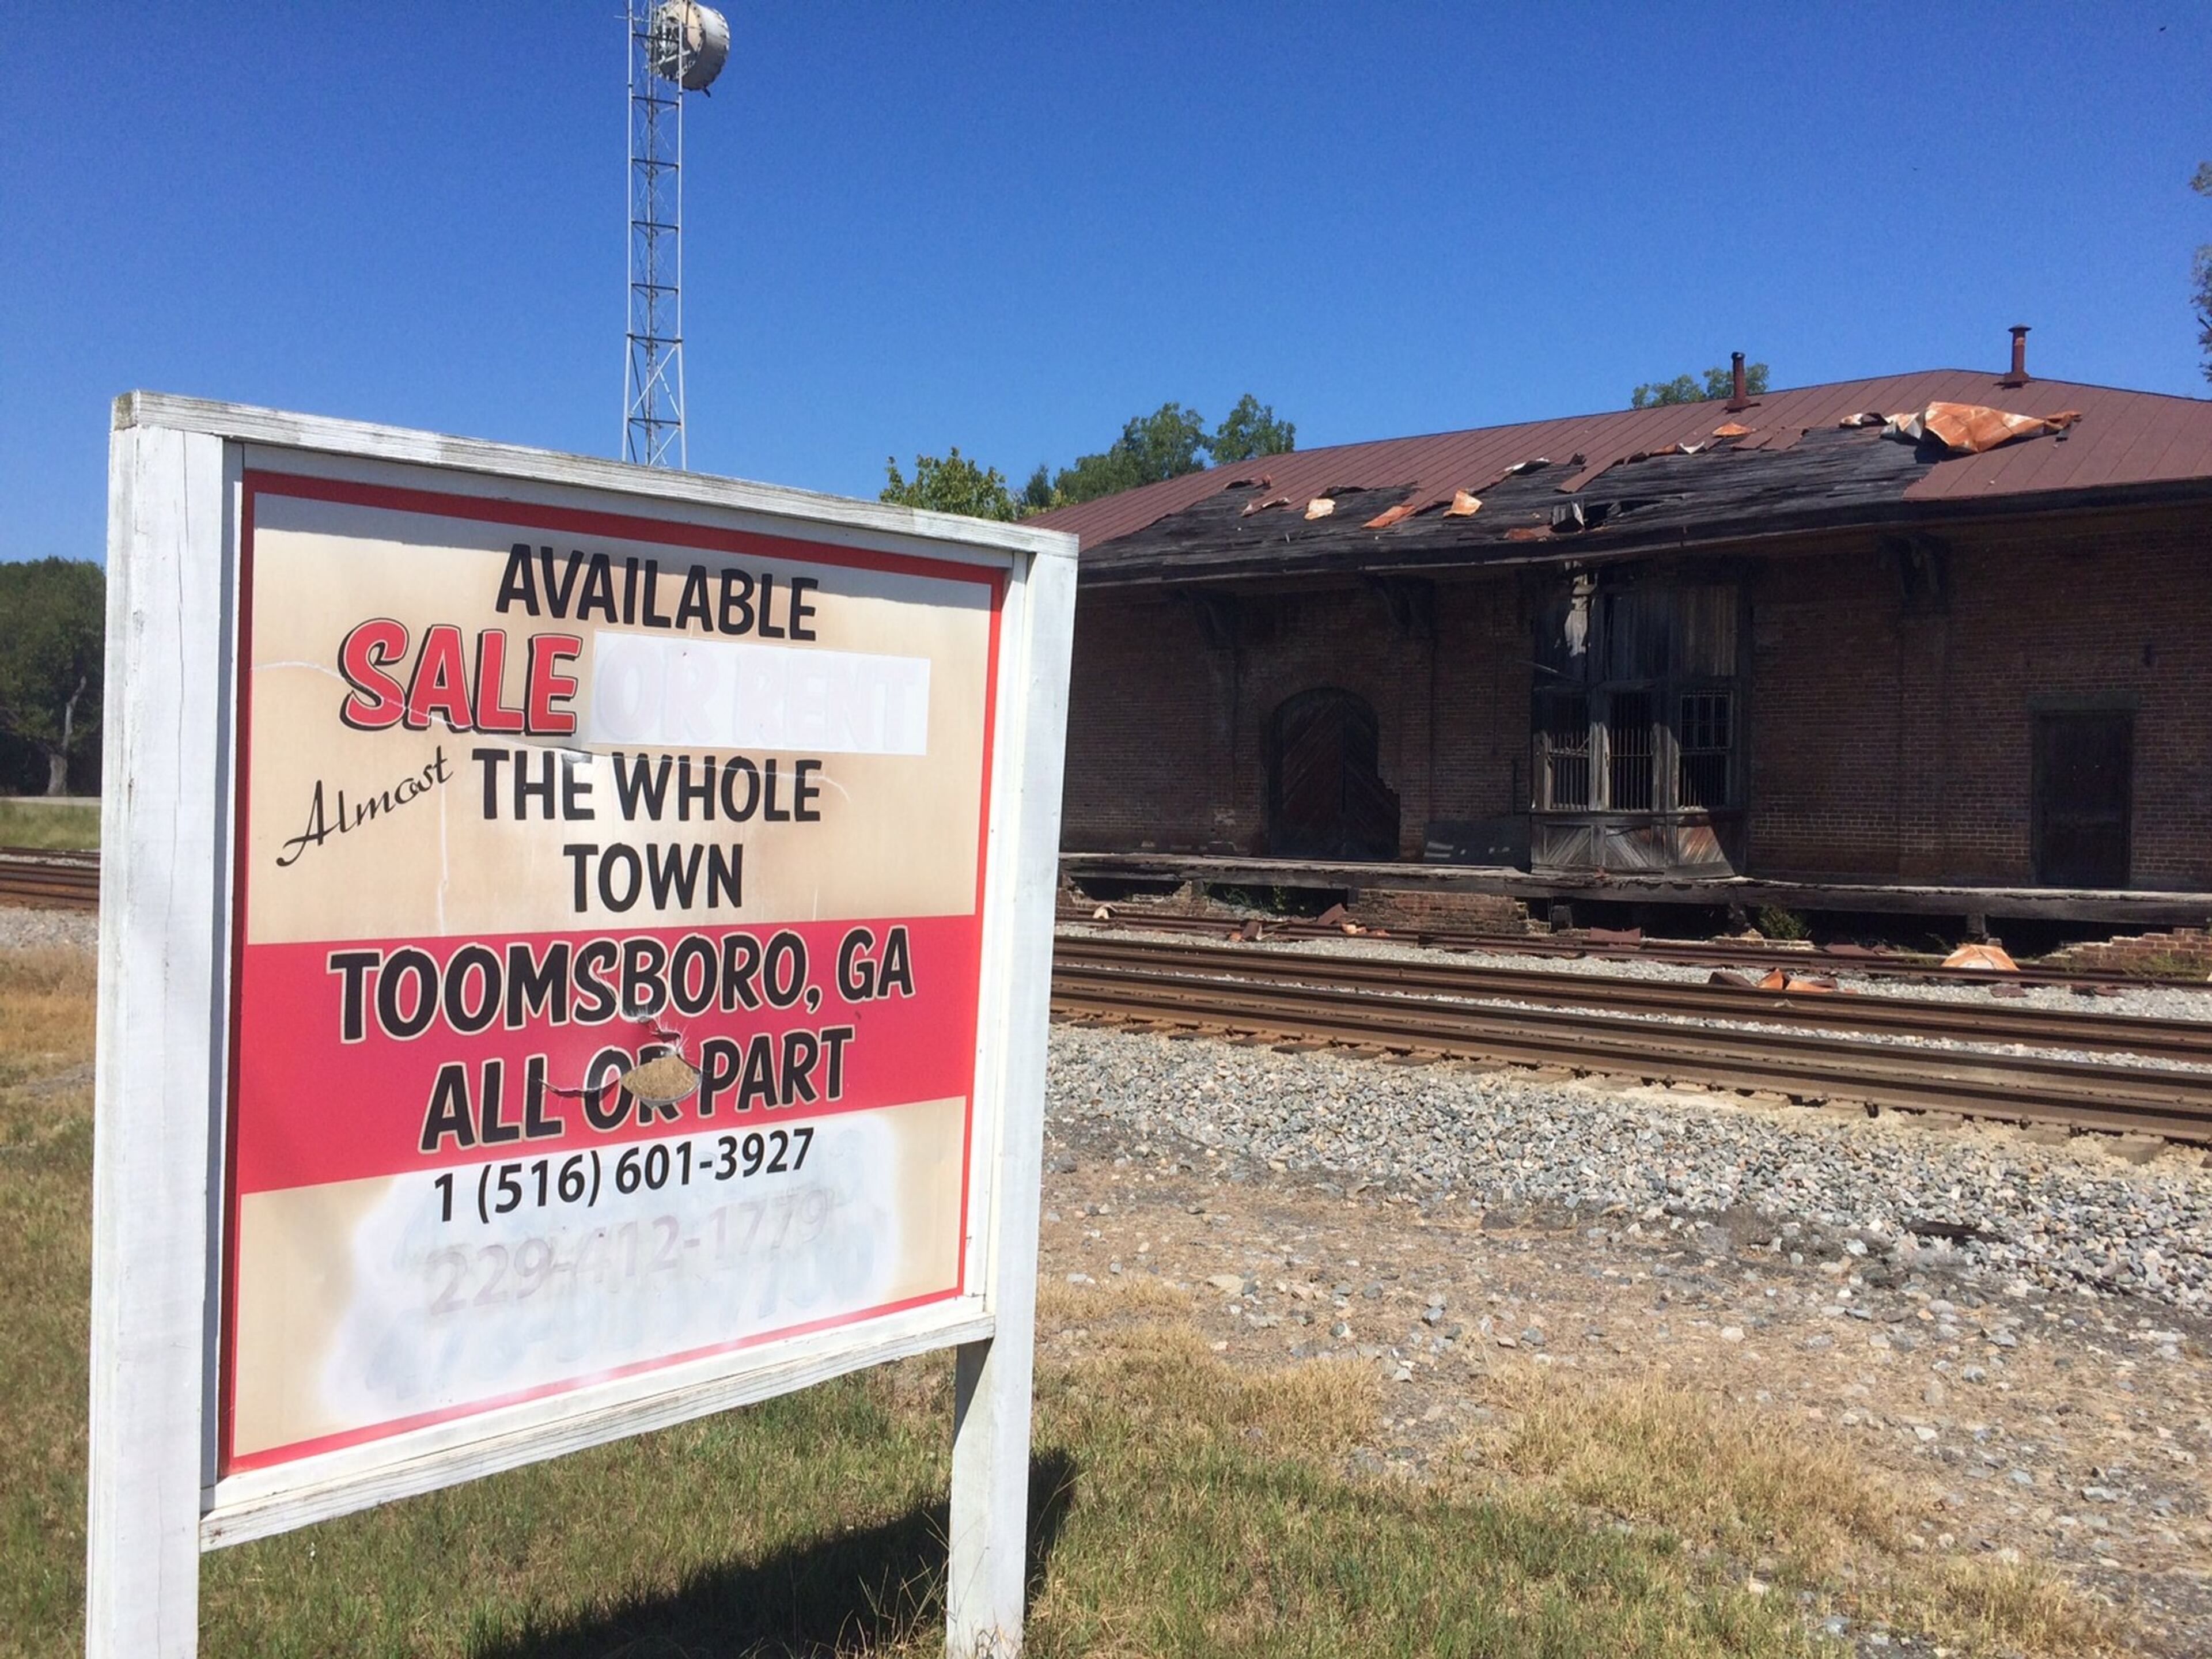 AVAILABLE
SALE OR RENT
Almost THE WHOLE
TOWN
TOOMSBORO, GA
ALL OR PART
1 (516) 601-3927
229-412-1779